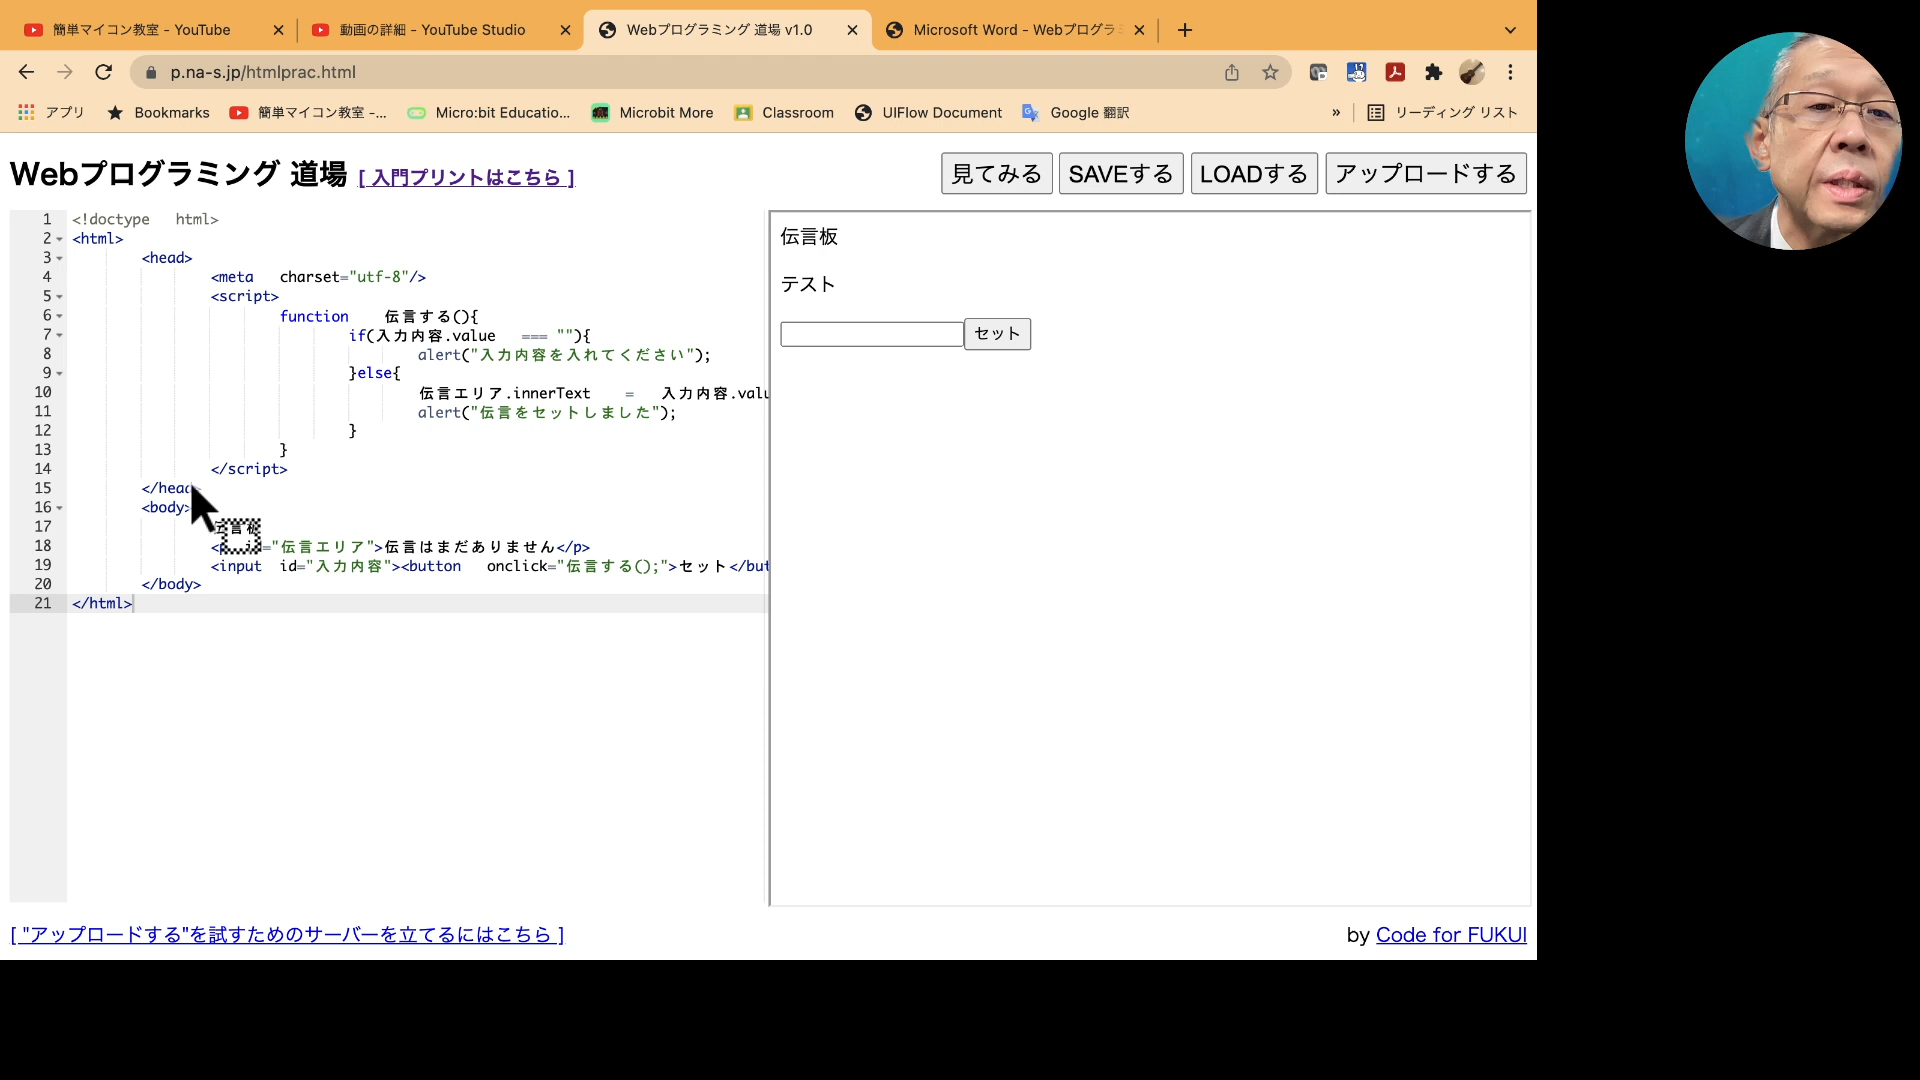 簡単マイコン教室 - YouTube
動画の詳細 - YouTube Studio
Webプログラミング 道場 v1.0
Microsoft Word - Webプログラ
p.na-s.jp/htmlprac.html
アプリ
Bookmarks
簡単マイコン教室 -...
Micro:bit Educatio...
Microbit More
Classroom
UIFlow Document
Google 翻訳
»
リーディング リスト
Webプログラミング 道場 [ 入門プリントはこちら ]
見てみる SAVEする LOADする アップロードする
1 <!doctype html>
2 <html>
3 <head>
4 <meta charset="utf-8"/>
5 <script>
6 function 伝言する(){
7 if(入力内容.value === ""){
8 alert("入力内容を入れてください");
9 }else{
10 伝言エリア.innerText = 入力内容.valu
11 alert("伝言をセットしました");
12 }
13 }
14 </script>
15 </head>
16 <body>
17 伝言板
18 <p id="伝言エリア">伝言はまだありません</p>
19 <input id="入力内容"><button onclick="伝言する();">セット</but
20 </body>
21 </html>
伝言板
テスト
セット
[ "アップロードする"を試すためのサーバーを立てるにはこちら ]
by Code for FUKUI